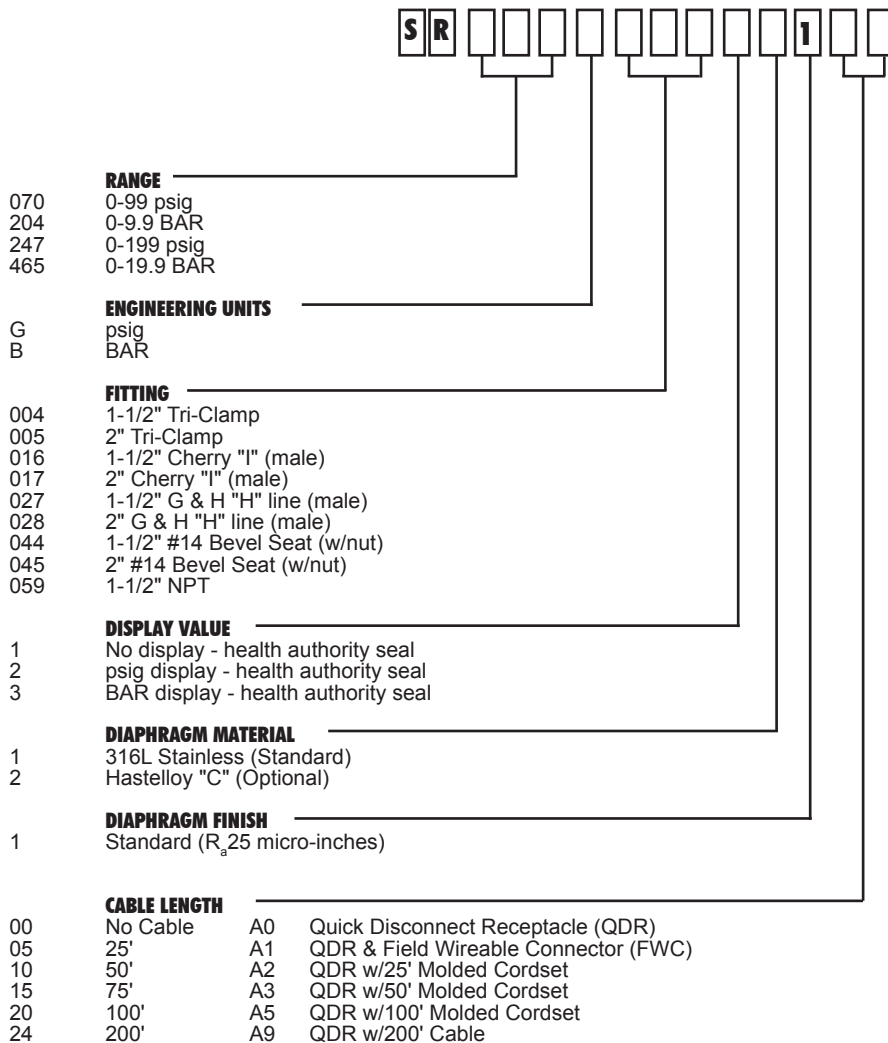 S R 1
RANGE
070 0-99 psig
204 0-9.9 BAR
247 0-199 psig
465 0-19.9 BAR
ENGINEERING UNITS
G psig
B BAR
FITTING
004 1-1/2" Tri-Clamp
005 2" Tri-Clamp
016 1-1/2" Cherry "I" (male)
017 2" Cherry "I" (male)
027 1-1/2" G & H "H" line (male)
028 2" G & H "H" line (male)
044 1-1/2" #14 Bevel Seat (w/nut)
045 2" #14 Bevel Seat (w/nut)
059 1-1/2" NPT
DISPLAY VALUE
1 No display - health authority seal
2 psig display - health authority seal
3 BAR display - health authority seal
DIAPHRAGM MATERIAL
1 316L Stainless (Standard)
2 Hastelloy "C" (Optional)
DIAPHRAGM FINISH
1 Standard (Ra25 micro-inches)
CABLE LENGTH
00 No Cable A0 Quick Disconnect Receptacle (QDR)
05 25' A1 QDR & Field Wireable Connector (FWC)
10 50' A2 QDR w/25' Molded Cordset
15 75' A3 QDR w/50' Molded Cordset
20 100' A5 QDR w/100' Molded Cordset
24 200' A9 QDR w/200' Cable